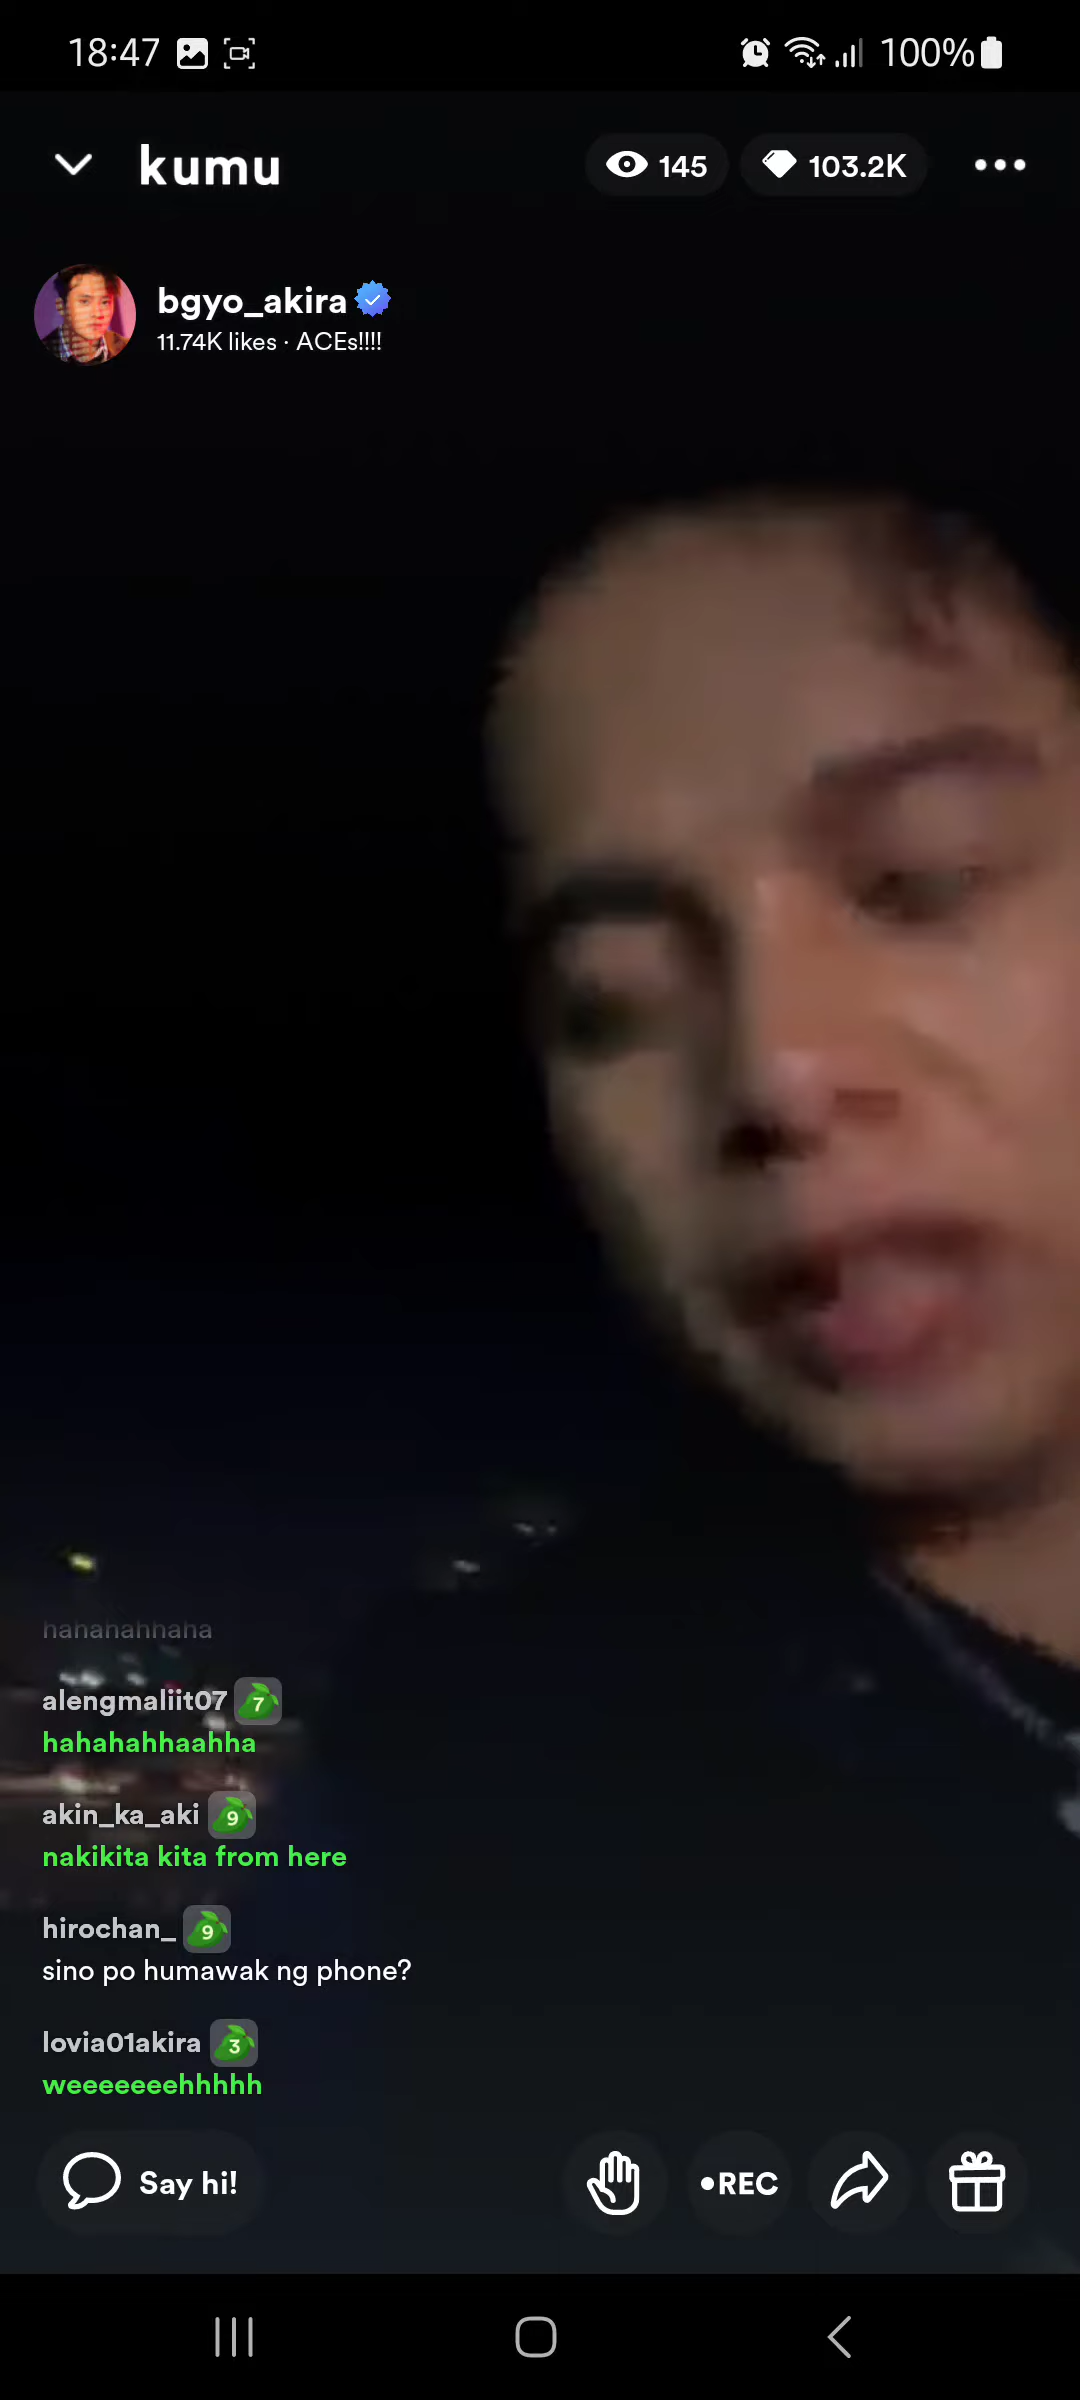 18:47
100%
kumu
145
103.2K
bgyo_akira
11.74K likes · ACEs!!!!
hahahahhaha
alengmaliit07 7
hahahahhaahha
akin_ka_aki 9
nakikita kita from here
hirochan_ 9
sino po humawak ng phone?
lovia01akira 3
weeeeeeehhhhh
Say hi!
•REC